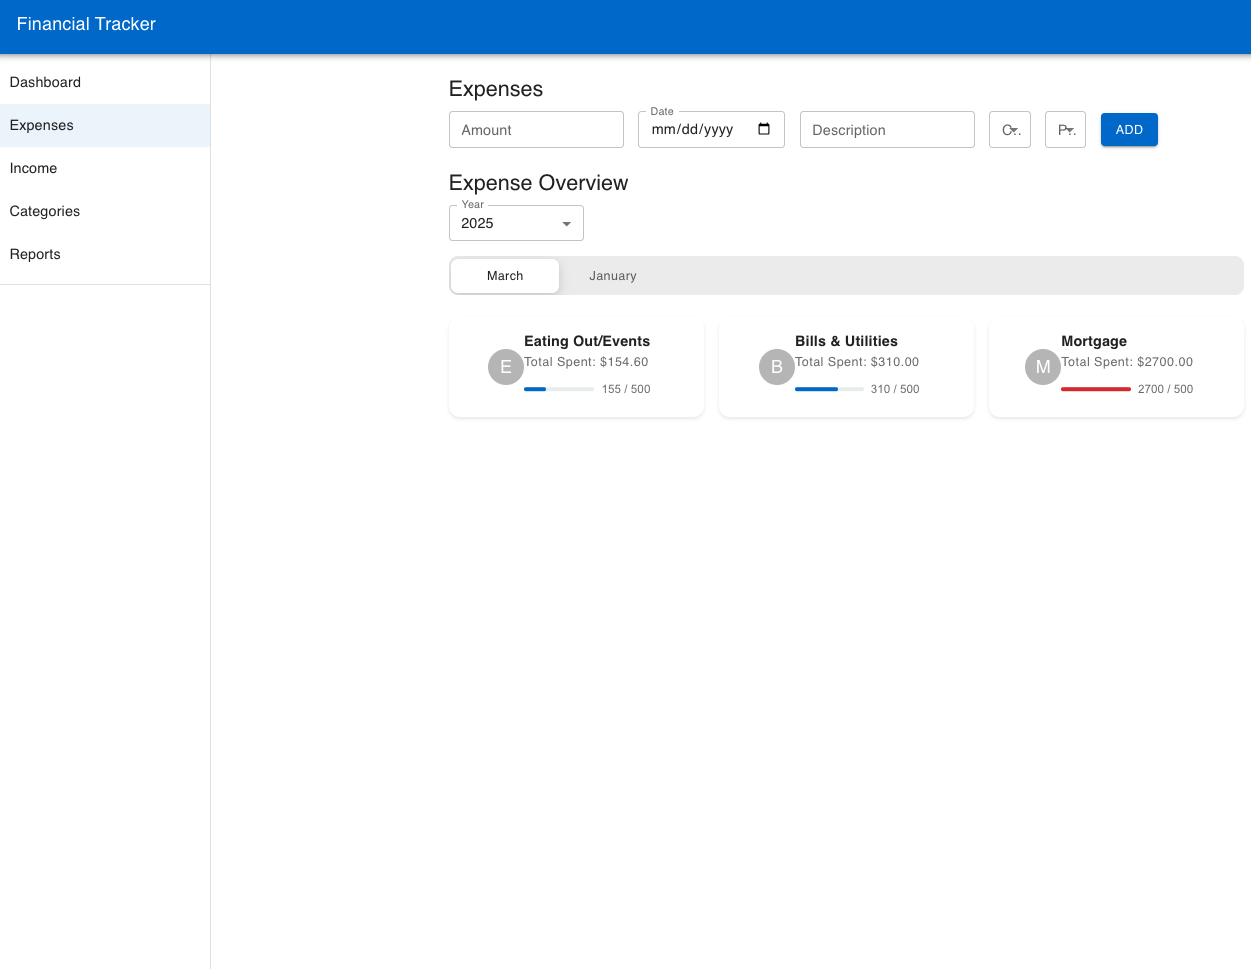 Financial Tracker
Dashboard
Expenses
Income
Categories
Reports
Expenses
Amount
Date
mm/dd/yyyy
Description
C...
P...
ADD
Expense Overview
Year
2025
March
January
E
Eating Out/Events
Total Spent: $154.60
155 / 500
B
Bills & Utilities
Total Spent: $310.00
310 / 500
M
Mortgage
Total Spent: $2700.00
2700 / 500